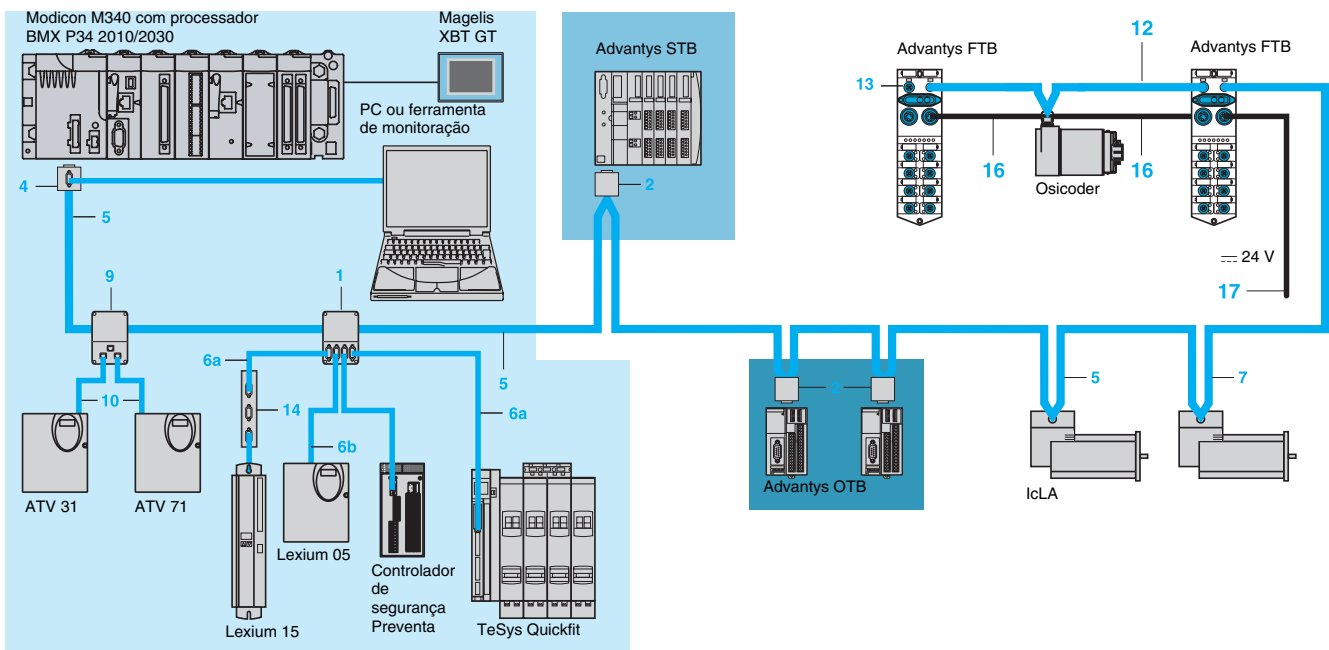 Modicon M340 com processador
BMX P34 2010/2030
Magelis
XBT GT
Advantys STB
Advantys FTB
12
Advantys FTB
13
PC ou ferramenta
de monitoração
4
2
16
16
Osicoder
5
24 V
17
9
1
6a
5
2
5
7
10
14
6b
6a
ATV 31
ATV 71
Advantys OTB
IcLA
Lexium 05
Controlador
de
segurança
Preventa
Lexium 15
TeSys Quickfit